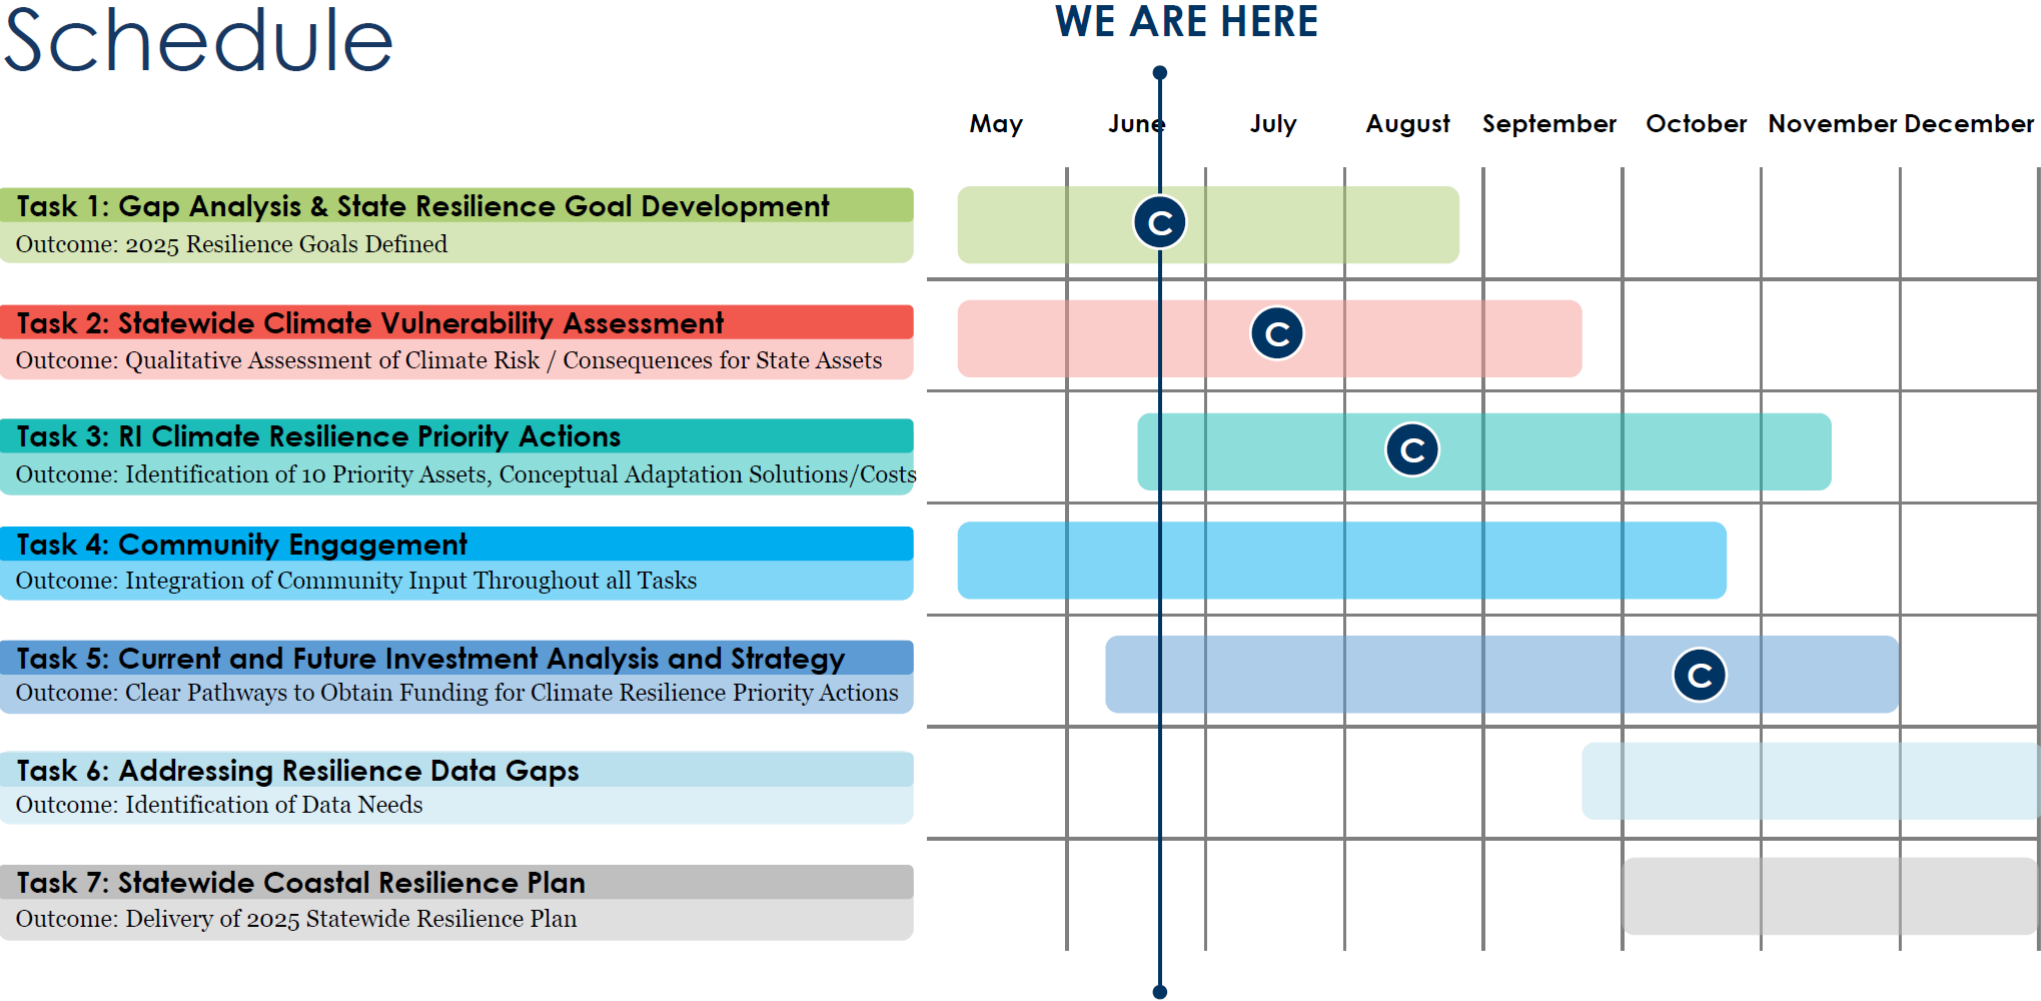 Schedule
WE ARE HERE
May June July August September October November December
Task 1: Gap Analysis & State Resilience Goal Development
Outcome: 2025 Resilience Goals Defined
C
Task 2: Statewide Climate Vulnerability Assessment
Outcome: Qualitative Assessment of Climate Risk / Consequences for State Assets
C
Task 3: RI Climate Resilience Priority Actions
Outcome: Identification of 10 Priority Assets, Conceptual Adaptation Solutions/Costs
C
Task 4: Community Engagement
Outcome: Integration of Community Input Throughout all Tasks
Task 5: Current and Future Investment Analysis and Strategy
Outcome: Clear Pathways to Obtain Funding for Climate Resilience Priority Actions
C
Task 6: Addressing Resilience Data Gaps
Outcome: Identification of Data Needs
Task 7: Statewide Coastal Resilience Plan
Outcome: Delivery of 2025 Statewide Resilience Plan